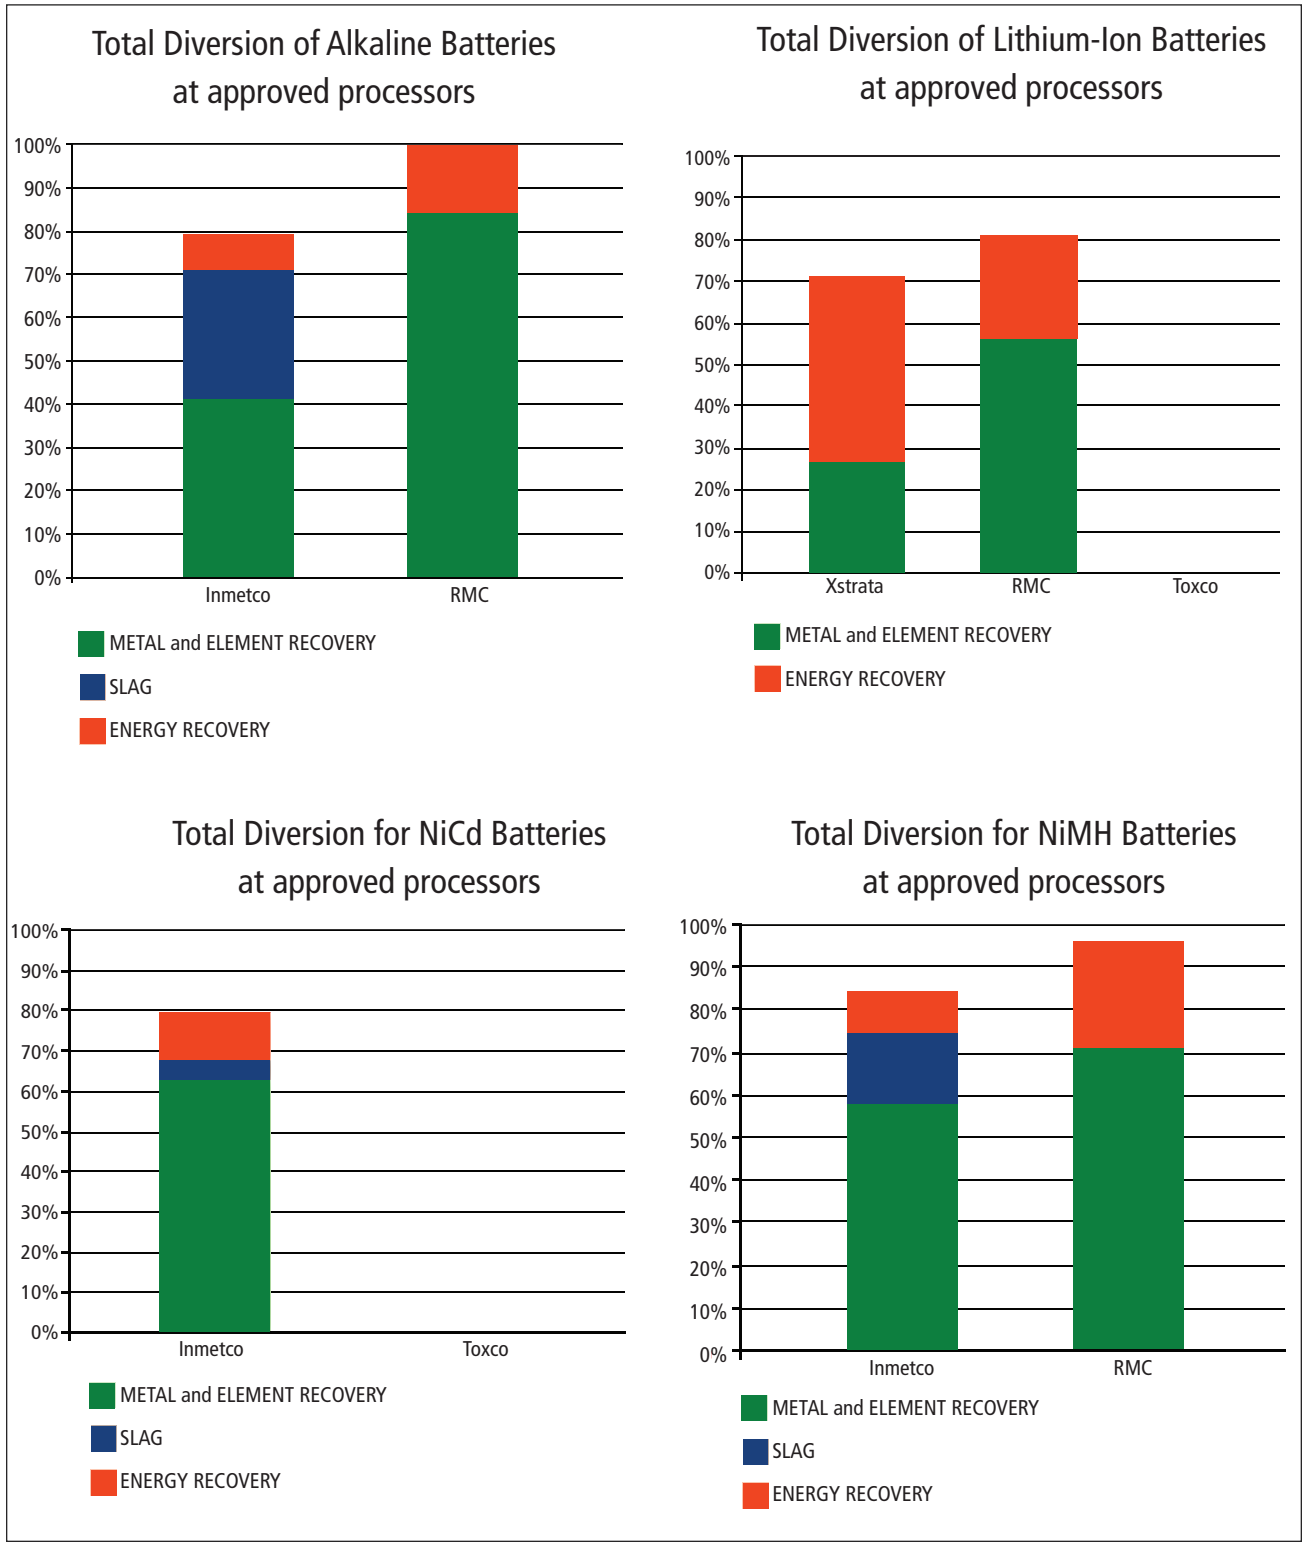 Total Diversion of Alkaline Batteries
at approved processors
100%
90%
80%
70%
60%
50%
40%
30%
20%
10%
0%
Inmetco RMC
METAL and ELEMENT RECOVERY
SLAG
ENERGY RECOVERY
Total Diversion of Lithium-Ion Batteries
at approved processors
100%
90%
80%
70%
60%
50%
40%
30%
20%
10%
0%
Xstrata RMC Toxco
METAL and ELEMENT RECOVERY
ENERGY RECOVERY
Total Diversion for NiCd Batteries
at approved processors
100%
90%
80%
70%
60%
50%
40%
30%
20%
10%
0%
Inmetco Toxco
METAL and ELEMENT RECOVERY
SLAG
ENERGY RECOVERY
Total Diversion for NiMH Batteries
at approved processors
100%
90%
80%
70%
60%
50%
40%
30%
20%
10%
0%
Inmetco RMC
METAL and ELEMENT RECOVERY
SLAG
ENERGY RECOVERY